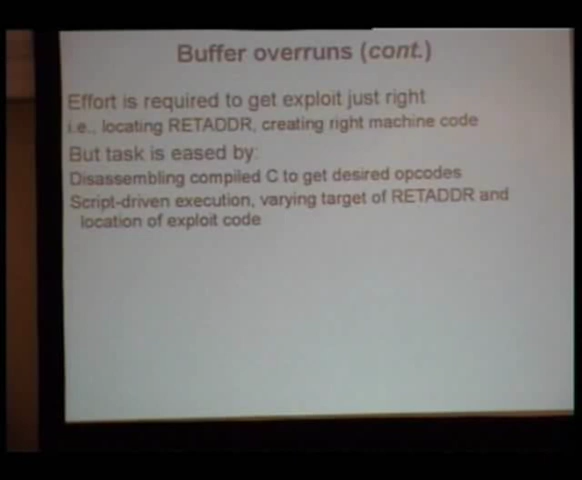 Buffer overruns (cont.)
Effort is required to get exploit just right
i.e., locating RETADDR, creating right machine code
But task is eased by:
Disassembling compiled C to get desired opcodes
Script-driven execution, varying target of RETADDR and
location of exploit code